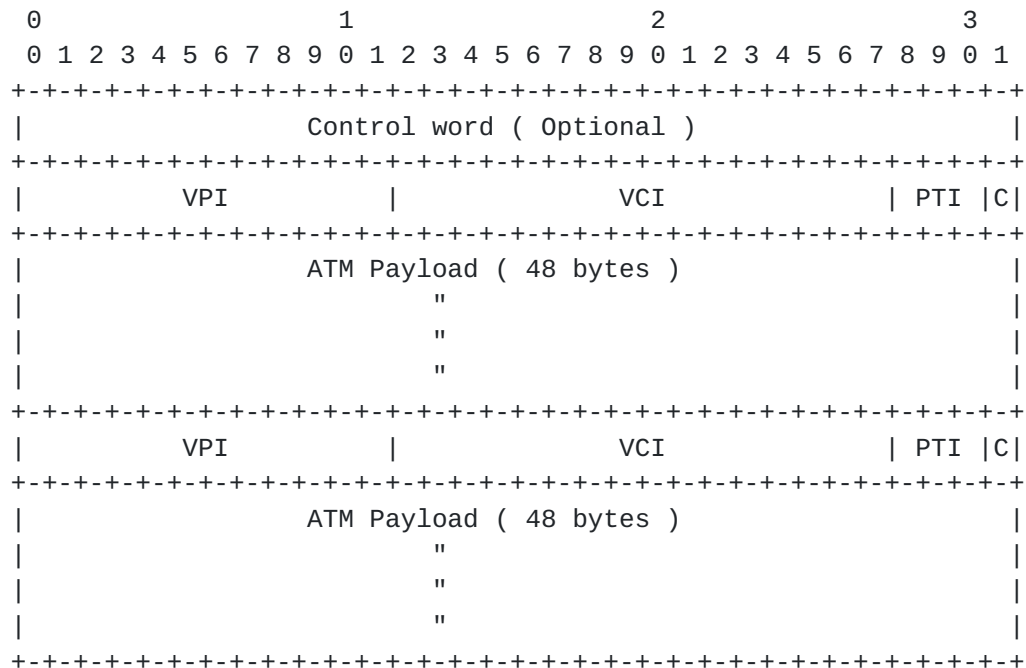 0                   1                   2                   3
 0 1 2 3 4 5 6 7 8 9 0 1 2 3 4 5 6 7 8 9 0 1 2 3 4 5 6 7 8 9 0 1
+-+-+-+-+-+-+-+-+-+-+-+-+-+-+-+-+-+-+-+-+-+-+-+-+-+-+-+-+-+-+-+-+
|                  Control word ( Optional )                    |
+-+-+-+-+-+-+-+-+-+-+-+-+-+-+-+-+-+-+-+-+-+-+-+-+-+-+-+-+-+-+-+-+
|          VPI          |              VCI              | PTI |C|
+-+-+-+-+-+-+-+-+-+-+-+-+-+-+-+-+-+-+-+-+-+-+-+-+-+-+-+-+-+-+-+-+
|                  ATM Payload ( 48 bytes )                     |
|                          "                                    |
|                          "                                    |
|                          "                                    |
+-+-+-+-+-+-+-+-+-+-+-+-+-+-+-+-+-+-+-+-+-+-+-+-+-+-+-+-+-+-+-+-+
|          VPI          |              VCI              | PTI |C|
+-+-+-+-+-+-+-+-+-+-+-+-+-+-+-+-+-+-+-+-+-+-+-+-+-+-+-+-+-+-+-+-+
|                  ATM Payload ( 48 bytes )                     |
|                          "                                    |
|                          "                                    |
|                          "                                    |
+-+-+-+-+-+-+-+-+-+-+-+-+-+-+-+-+-+-+-+-+-+-+-+-+-+-+-+-+-+-+-+-+